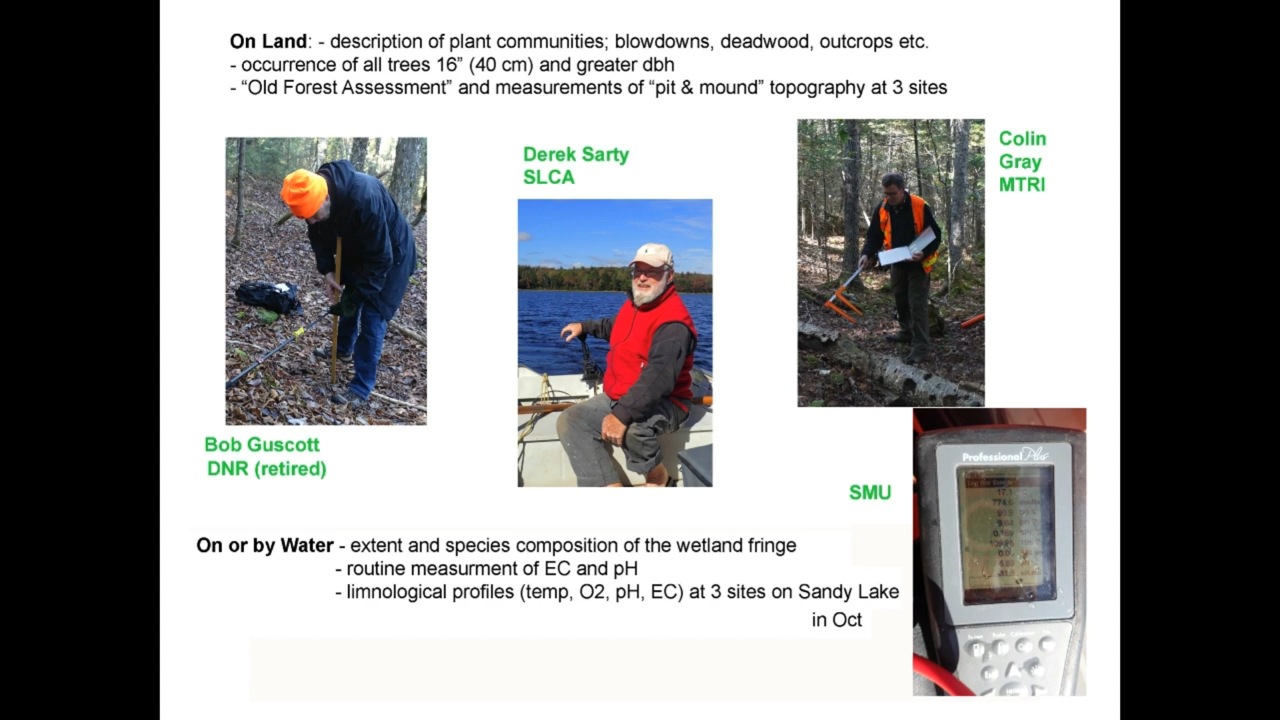 On Land: - description of plant communities; blowdowns, deadwood, outcrops etc.
- occurrence of all trees 16” (40 cm) and greater dbh
- “Old Forest Assessment” and measurements of “pit & mound” topography at 3 sites
Derek Sarty
SLCA
Colin
Gray
MTRI
Bob Guscott
DNR (retired)
SMU
Professional Plus
On or by Water - extent and species composition of the wetland fringe
- routine measurment of EC and pH
- limnological profiles (temp, O2, pH, EC) at 3 sites on Sandy Lake
in Oct